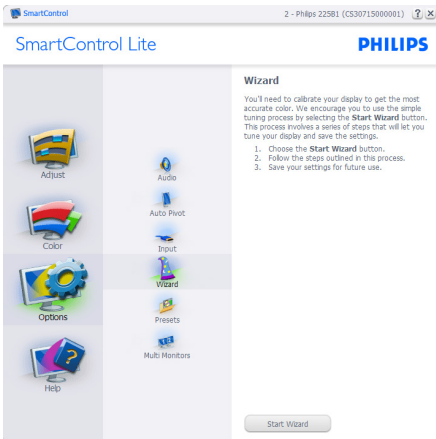 SmartControl
2 - Philips 225B1 (CS30715000001)
SmartControl Lite
PHILIPS
Adjust
Color
Options
Help
Audio
Auto Pivot
Input
Wizard
Presets
Multi Monitors
Wizard
You'll need to calibrate your display to get the most
accurate color. We encourage you to use the simple
tuning process by selecting the Start Wizard button.
This process involves a series of steps that will let you
tune your display and save the settings.
1. Choose the Start Wizard button.
2. Follow the steps outlined in this process.
3. Save your settings for future use.
Start Wizard